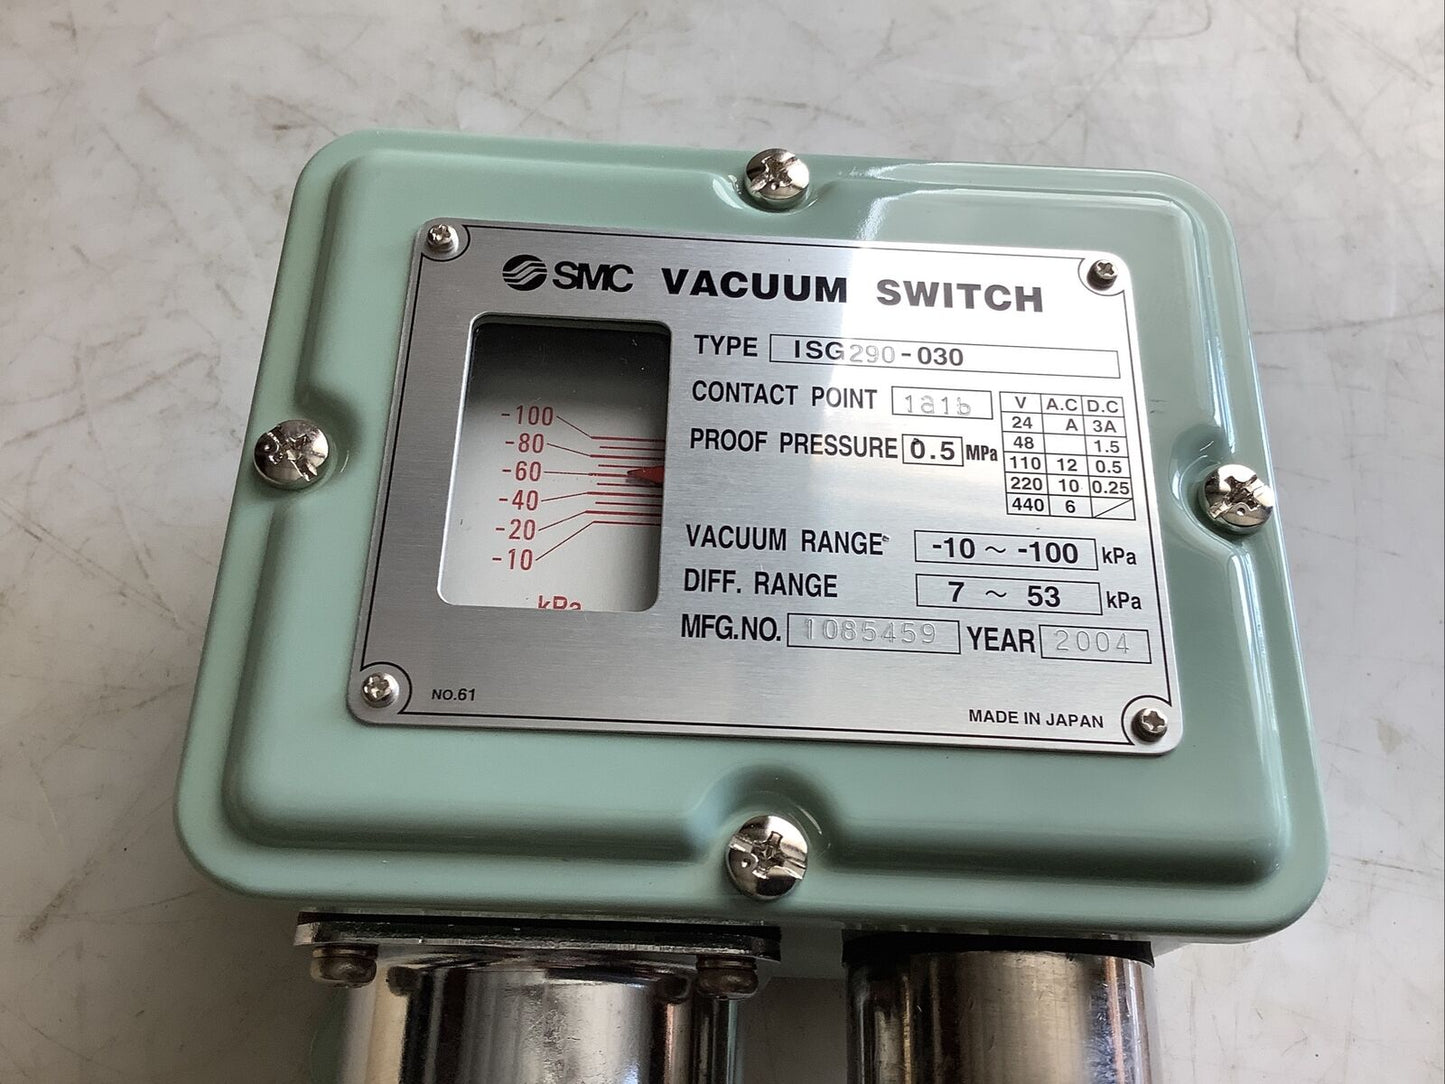 SMC VACUUM SWITCH
TYPE ISG290-030
CONTACT POINT 1a1b
PROOF PRESSURE 0.5 MPa
V A.C D.C
24 A 3A
48 1.5
110 12 0.5
220 10 0.25
440 6
VACUUM RANGE -10 ~ -100 kPa
DIFF. RANGE 7 ~ 53 kPa
MFG.NO. 1085459 YEAR 2004
-100
-80
-60
-40
-20
-10
kPa
NO.61
MADE IN JAPAN